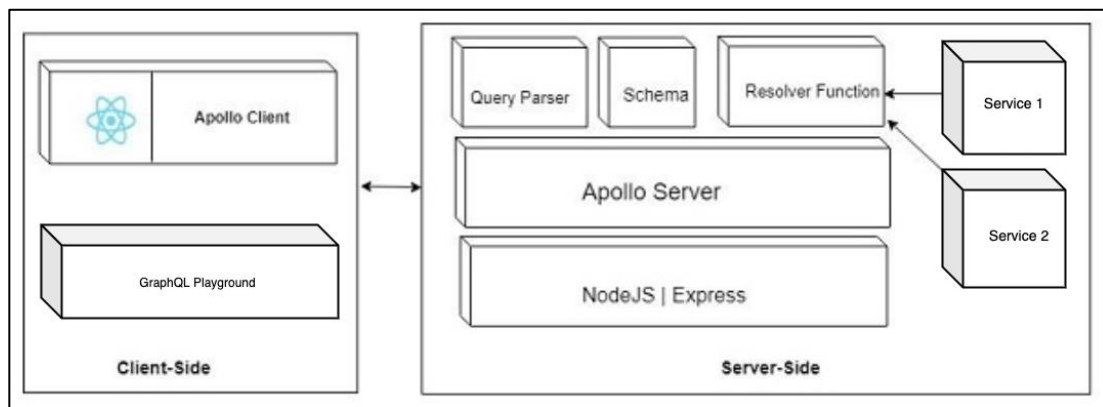 Apollo Client
GraphQL Playground
Client-Side
Query Parser
Schema
Resolver Function
Service 1
Apollo Server
Service 2
NodeJS | Express
Server-Side